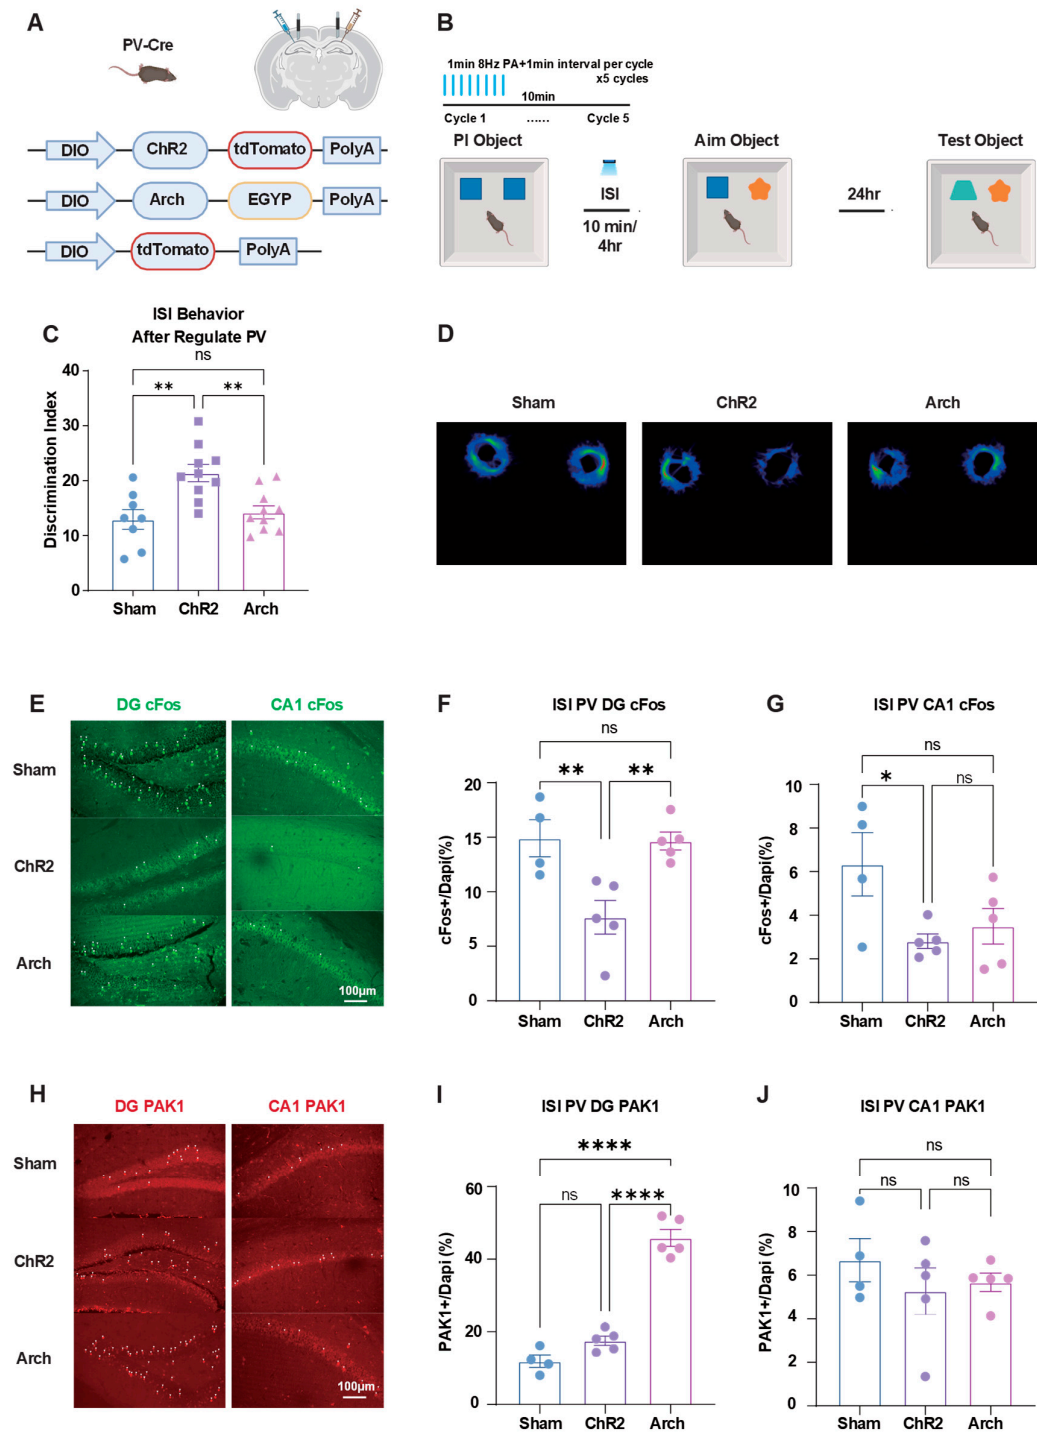 A
PV-Cre
DIO
ChR2
tdTomato
PolyA
DIO
Arch
EGYP
PolyA
DIO
tdTomato
PolyA
B
1min 8Hz PA+1min interval per cycle
x5 cycles
10min
Cycle 1
......
Cycle 5
PI Object
ISI
10 min/
4hr
Aim Object
24hr
Test Object
C
ISI Behavior
After Regulate PV
ns
**
**
Discrimination Index
40
30
20
10
0
Sham
ChR2
Arch
D
Sham
ChR2
Arch
E
DG cFos
CA1 cFos
Sham
ChR2
Arch
100μm
F
ISI PV DG cFos
ns
**
**
cFos+/Dapi(%)
20
15
10
5
0
Sham
ChR2
Arch
G
ISI PV CA1 cFos
ns
*
ns
cFos+/Dapi(%)
10
8
6
4
2
0
Sham
ChR2
Arch
H
DG PAK1
CA1 PAK1
Sham
ChR2
Arch
100μm
I
ISI PV DG PAK1
****
ns
****
PAK1+/Dapi (%)
60
40
20
0
Sham
ChR2
Arch
J
ISI PV CA1 PAK1
ns
ns
ns
PAK1+/Dapi (%)
10
8
6
4
2
0
Sham
ChR2
Arch